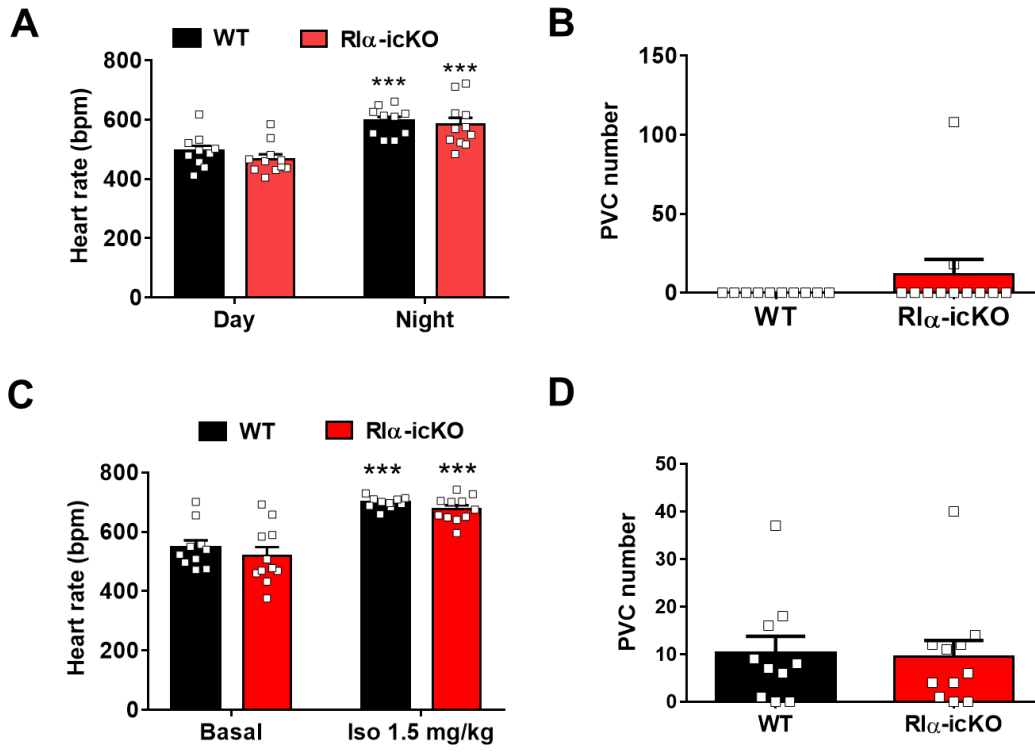 A
WT RIα-icKO
Heart rate (bpm)
800
600
400
200
0
*** ***
Day Night
B
PVC number
150
100
50
0
WT RIα-icKO
C
WT RIα-icKO
Heart rate (bpm)
800
600
400
200
0
*** ***
Basal Iso 1.5 mg/kg
D
PVC number
50
40
30
20
10
0
WT RIα-icKO